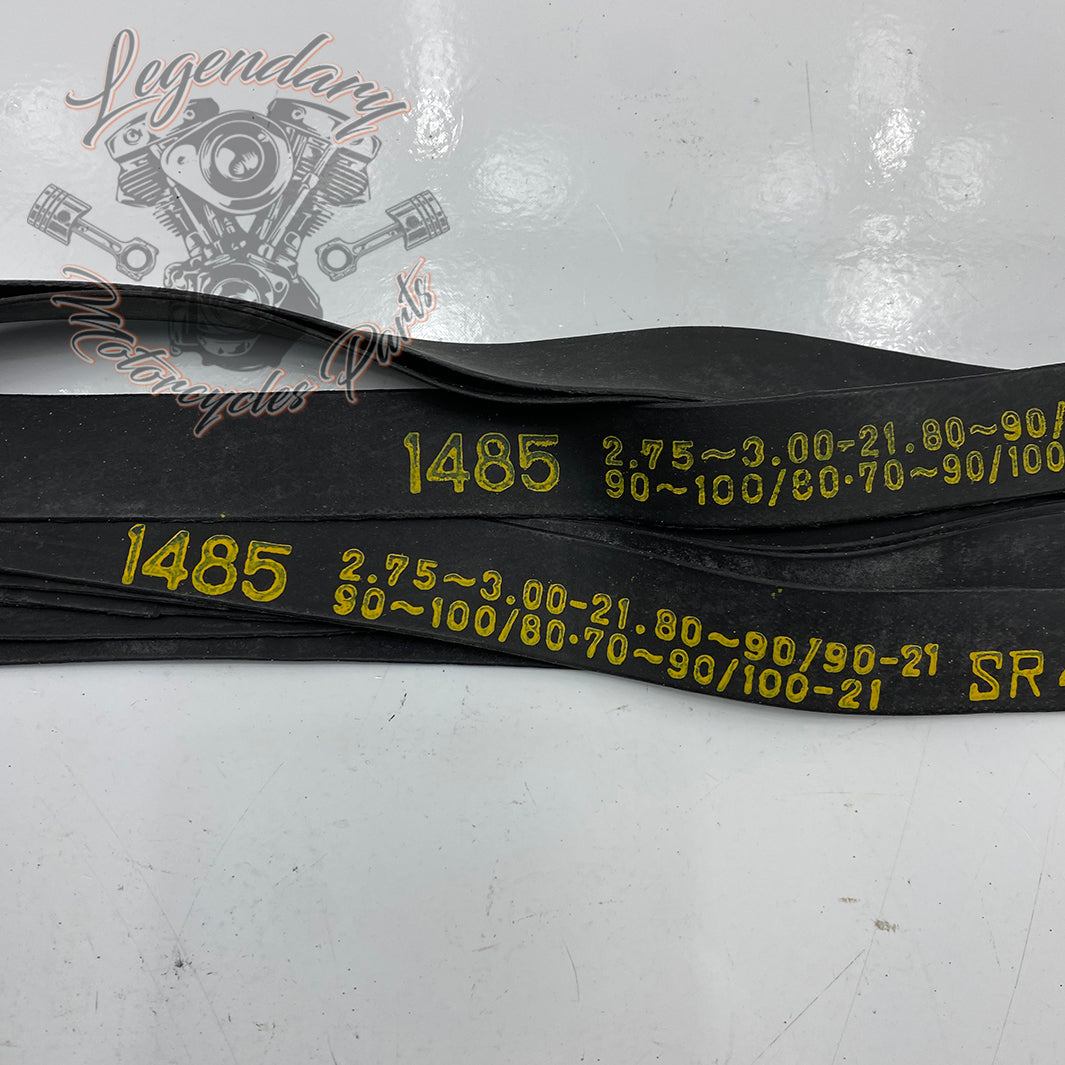 Legendary
Motorcycles Parts
1485
2.75~3.00-21.80~90/
90~100/80·70~90/100
1485
2.75~3.00-21.80~90/90-21
90~100/80·70~90/100-21
SR